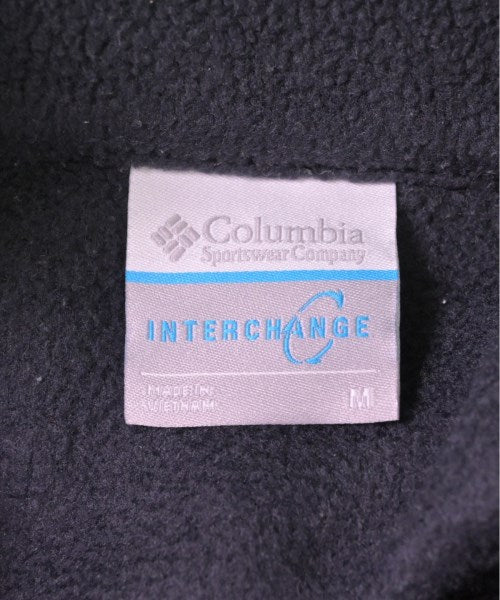 Columbia
Sportswear Company
INTERCHANGE
MADE IN
VIETNAM
M